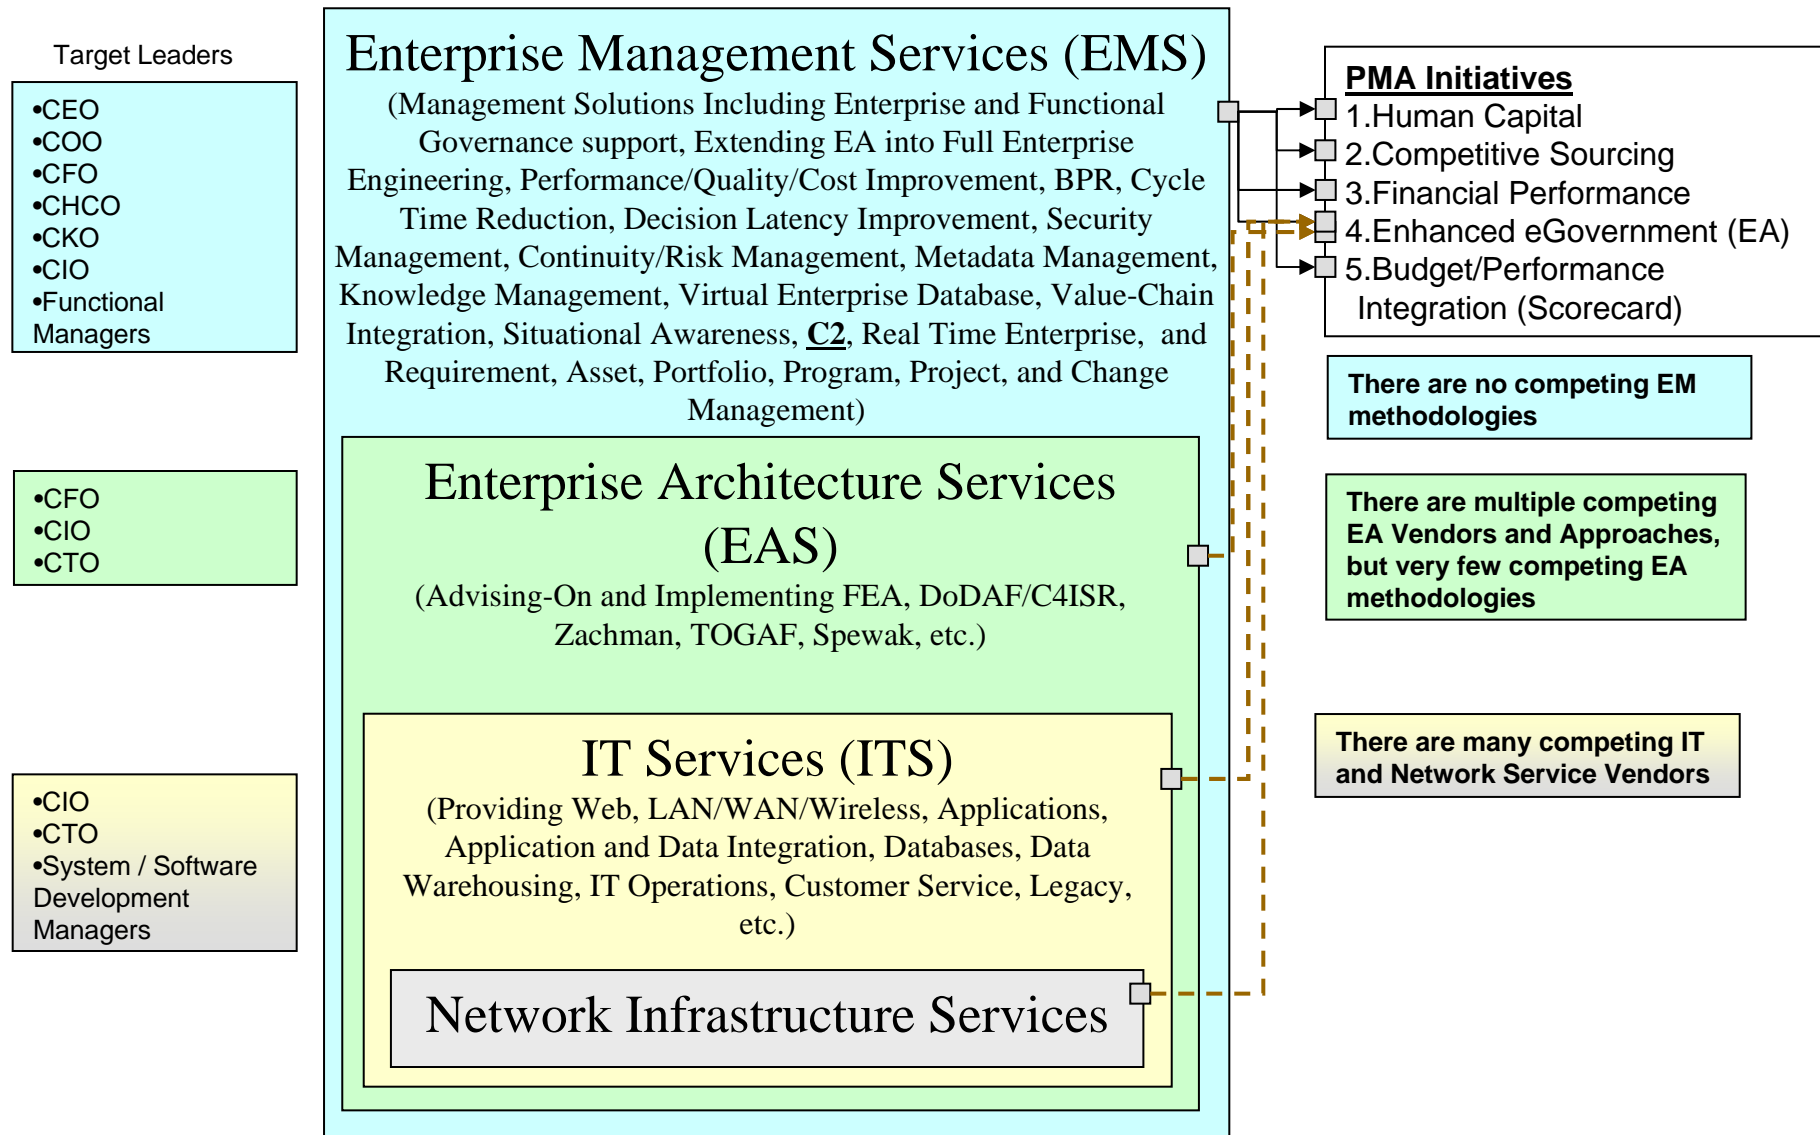 Target Leaders
•CEO
•COO
•CFO
•CHCO
•CKO
•CIO
•Functional
Managers
•CFO
•CIO
•CTO
•CIO
•CTO
•System / Software
Development
Managers
Enterprise Management Services (EMS)
(Management Solutions Including Enterprise and Functional
Governance support, Extending EA into Full Enterprise
Engineering, Performance/Quality/Cost Improvement, BPR, Cycle
Time Reduction, Decision Latency Improvement, Security
Management, Continuity/Risk Management, Metadata Management,
Knowledge Management, Virtual Enterprise Database, Value-Chain
Integration, Situational Awareness, C2, Real Time Enterprise, and
Requirement, Asset, Portfolio, Program, Project, and Change
Management)
Enterprise Architecture Services
(EAS)
(Advising-On and Implementing FEA, DoDAF/C4ISR,
Zachman, TOGAF, Spewak, etc.)
IT Services (ITS)
(Providing Web, LAN/WAN/Wireless, Applications,
Application and Data Integration, Databases, Data
Warehousing, IT Operations, Customer Service, Legacy,
etc.)
Network Infrastructure Services
PMA Initiatives
1.Human Capital
2.Competitive Sourcing
3.Financial Performance
4.Enhanced eGovernment (EA)
5.Budget/Performance
Integration (Scorecard)
There are no competing EM
methodologies
There are multiple competing
EA Vendors and Approaches,
but very few competing EA
methodologies
There are many competing IT
and Network Service Vendors